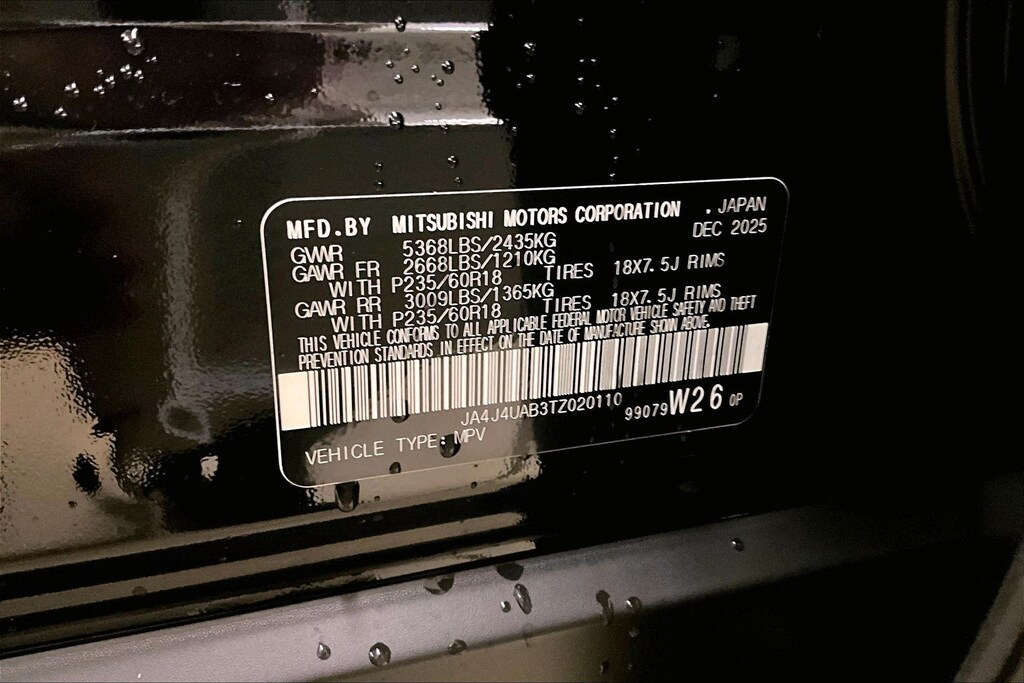 MFD.BY MITSUBISHI MOTORS CORPORATION . JAPAN
DEC 2025
GVWR 5368LBS/2435KG
GAWR FR 2668LBS/1210KG
WITH P235/60R18 TIRES 18X7.5J RIMS
GAWR RR 3009LBS/1365KG
WITH P235/60R18 TIRES 18X7.5J RIMS
THIS VEHICLE CONFORMS TO ALL APPLICABLE FEDERAL MOTOR VEHICLE SAFETY AND THEFT
PREVENTION STANDARDS IN EFFECT ON THE DATE OF MANUFACTURE SHOWN ABOVE.
JA4J4UAB3TZ020110
99079 W26 0P
VEHICLE TYPE: MPV